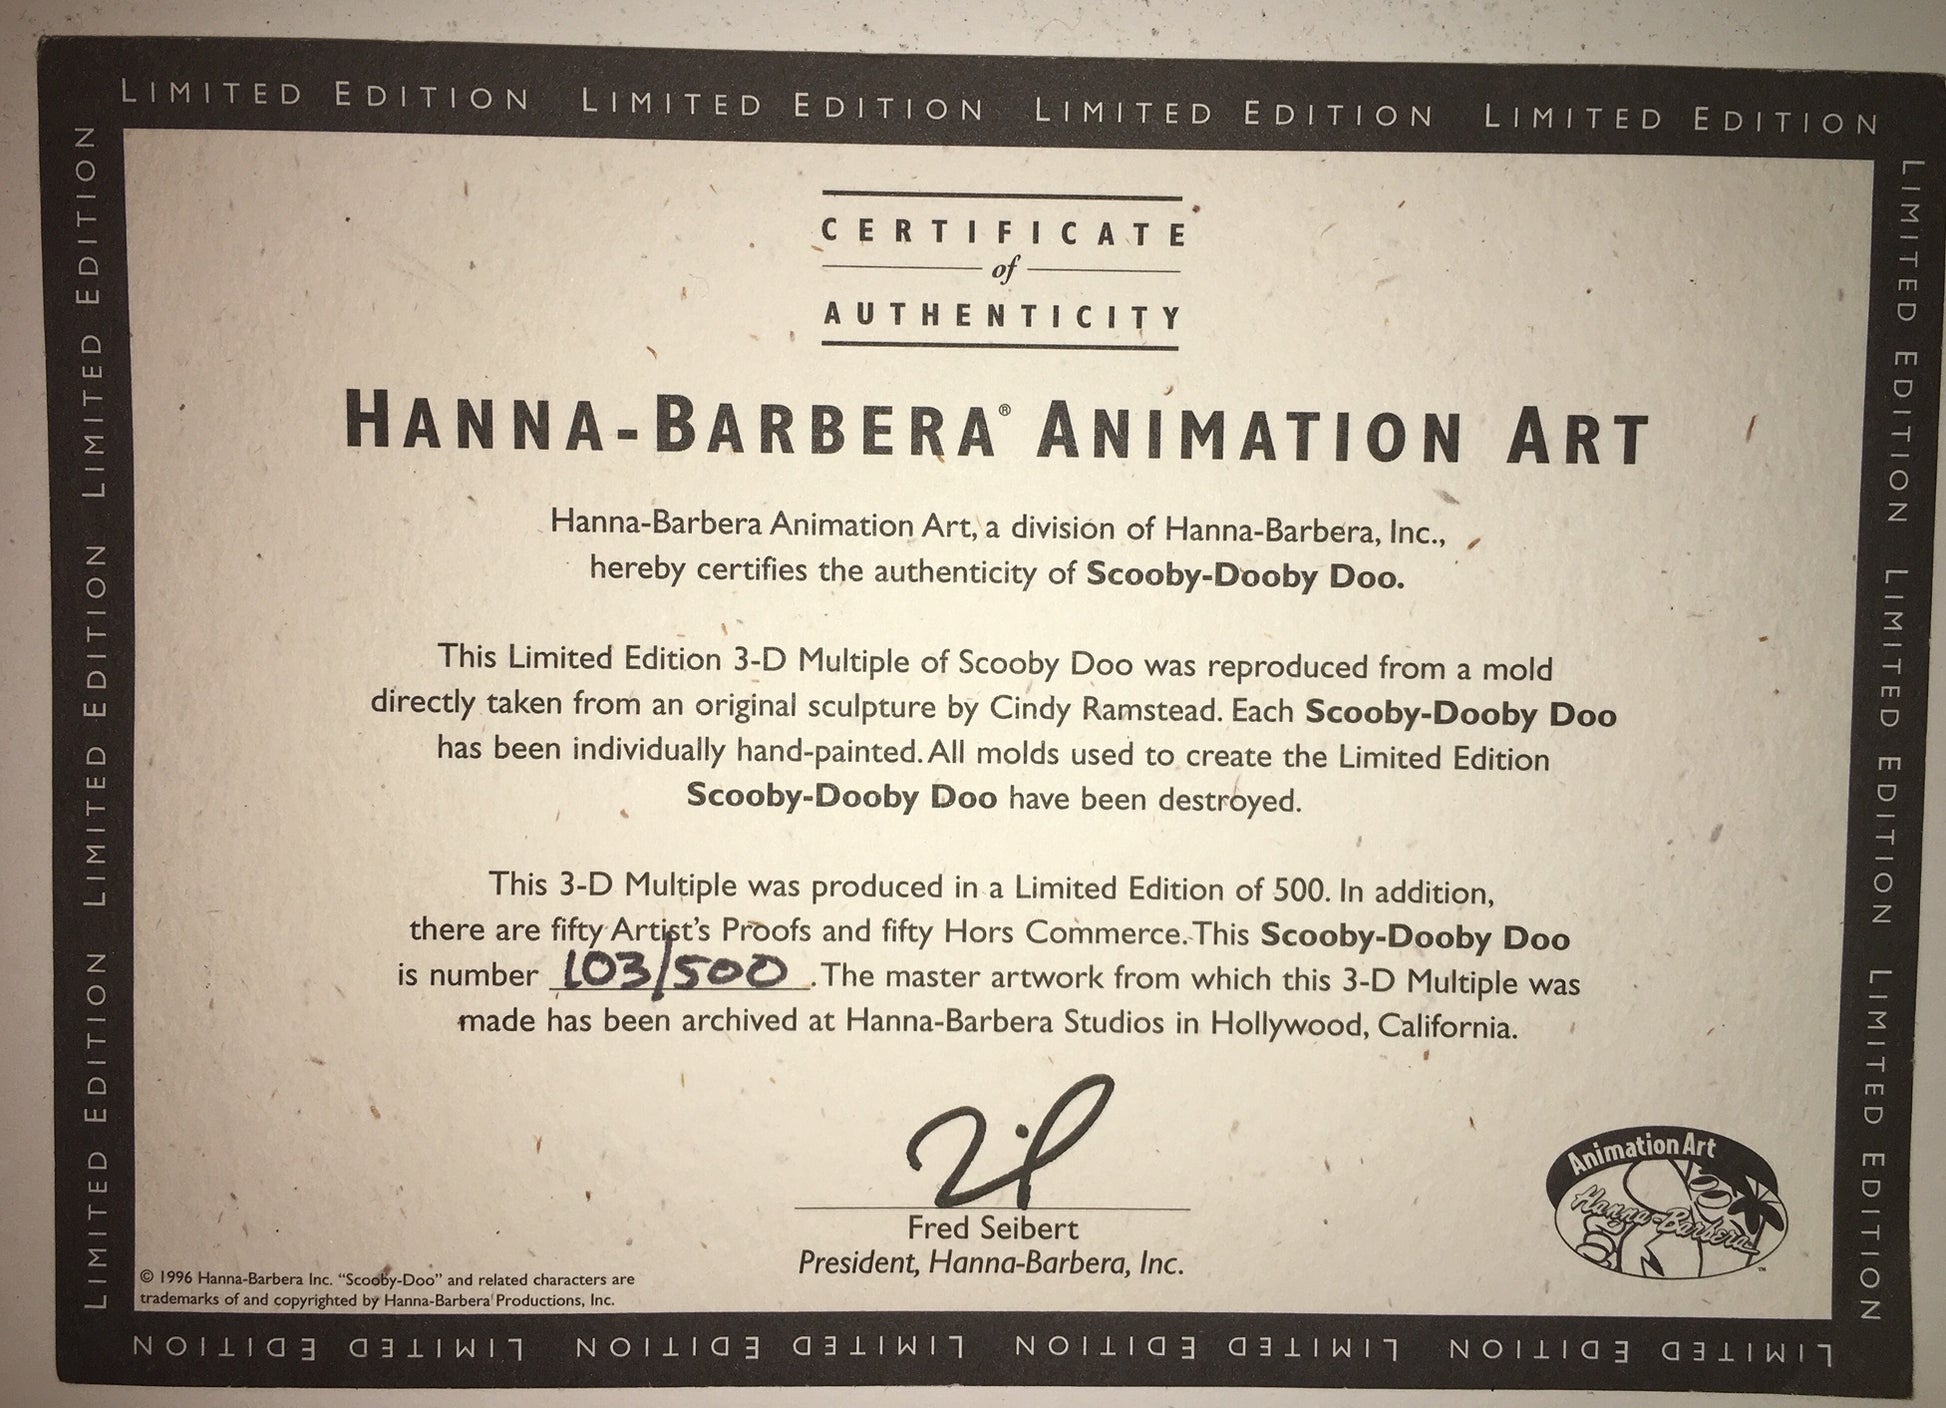 LIMITED EDITION LIMITED EDITION LIMITED EDITION LIMITED EDITION
CERTIFICATE
of
AUTHENTICITY
HANNA-BARBERA® ANIMATION ART
Hanna-Barbera Animation Art, a division of Hanna-Barbera, Inc.,
hereby certifies the authenticity of Scooby-Dooby Doo.
This Limited Edition 3-D Multiple of Scooby Doo was reproduced from a mold
directly taken from an original sculpture by Cindy Ramstead. Each Scooby-Dooby Doo
has been individually hand-painted. All molds used to create the Limited Edition
Scooby-Dooby Doo have been destroyed.
This 3-D Multiple was produced in a Limited Edition of 500. In addition,
there are fifty Artist's Proofs and fifty Hors Commerce. This Scooby-Dooby Doo
is number 103/500. The master artwork from which this 3-D Multiple was
made has been archived at Hanna-Barbera Studios in Hollywood, California.
Fred Seibert
President, Hanna-Barbera, Inc.
Animation Art
Hanna-Barbera
™
© 1996 Hanna-Barbera Inc. "Scooby-Doo" and related characters are
trademarks of and copyrighted by Hanna-Barbera Productions, Inc.
LIMITED EDITION LIMITED EDITION LIMITED EDITION
LIMITED EDITION LIMITED EDITION LIMITED EDITION
LIMITED EDITION LIMITED EDITION LIMITED EDITION LIMITED EDITION